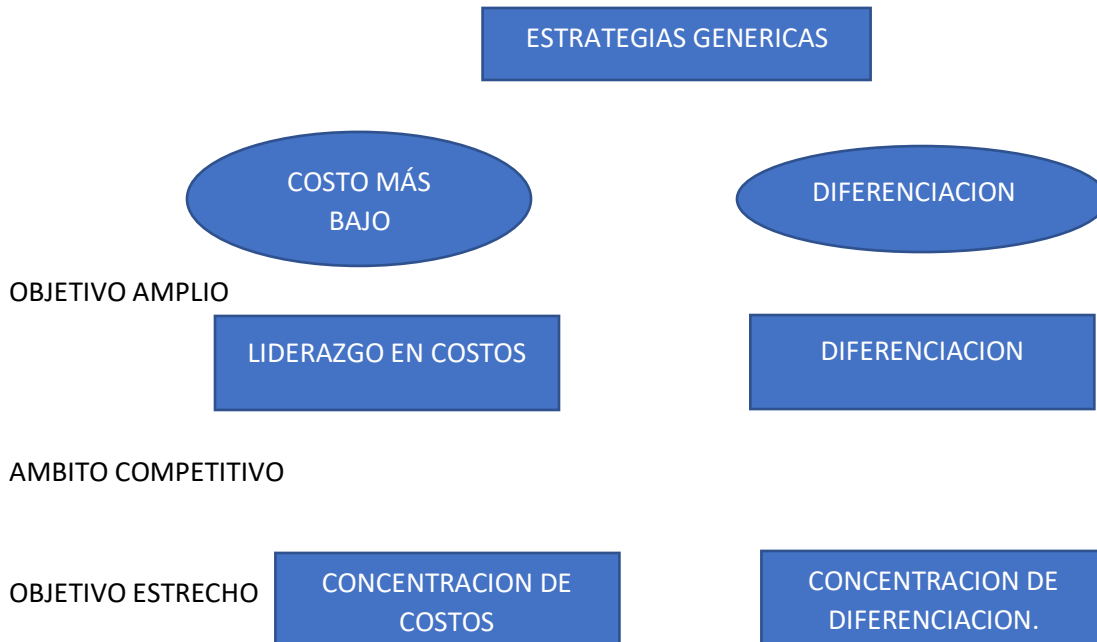 ESTRATEGIAS GENERICAS
COSTO MÁS
BAJO
DIFERENCIACION
OBJETIVO AMPLIO
LIDERAZGO EN COSTOS
DIFERENCIACION
AMBITO COMPETITIVO
OBJETIVO ESTRECHO
CONCENTRACION DE
COSTOS
CONCENTRACION DE
DIFERENCIACION.